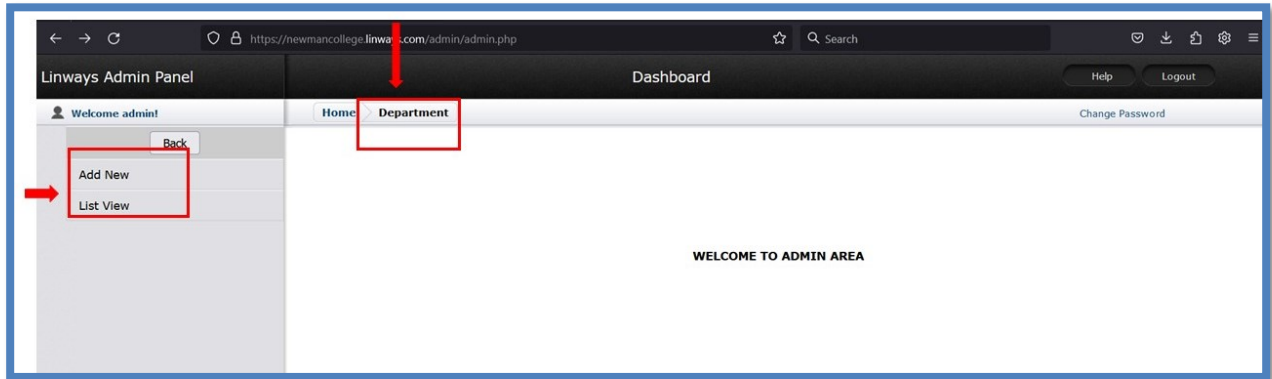 https://newmancollege.linways.com/admin/admin.php
Search
Linways Admin Panel
Dashboard
Help
Logout
Welcome admin!
Home
Department
Change Password
Back
Add New
List View
WELCOME TO ADMIN AREA